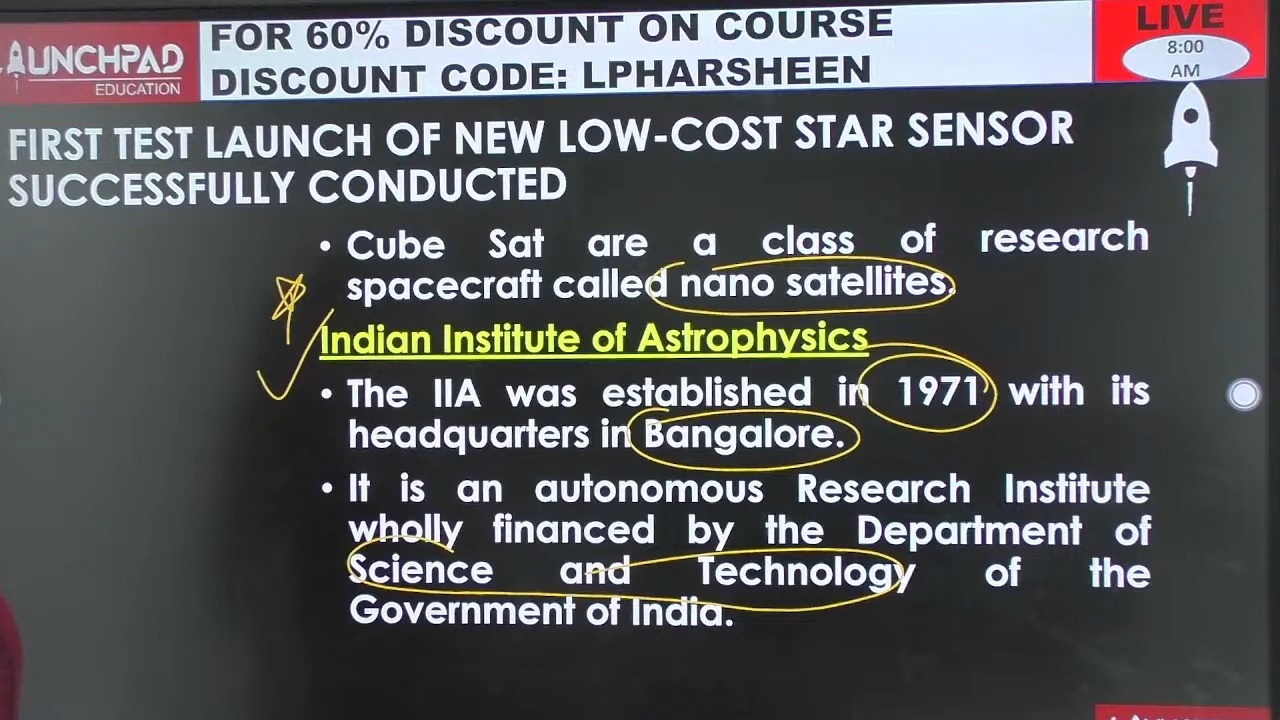 FOR 60% DISCOUNT ON COURSE
DISCOUNT CODE: LPHARSHEEN
LAUNCHPAD
EDUCATION
LIVE
8:00
AM
FIRST TEST LAUNCH OF NEW LOW-COST STAR SENSOR
SUCCESSFULLY CONDUCTED
• Cube Sat are a class of research
spacecraft called nano satellites.
Indian Institute of Astrophysics
• The IIA was established in 1971 with its
headquarters in Bangalore.
• It is an autonomous Research Institute
wholly financed by the Department of
Science and Technology of the
Government of India.